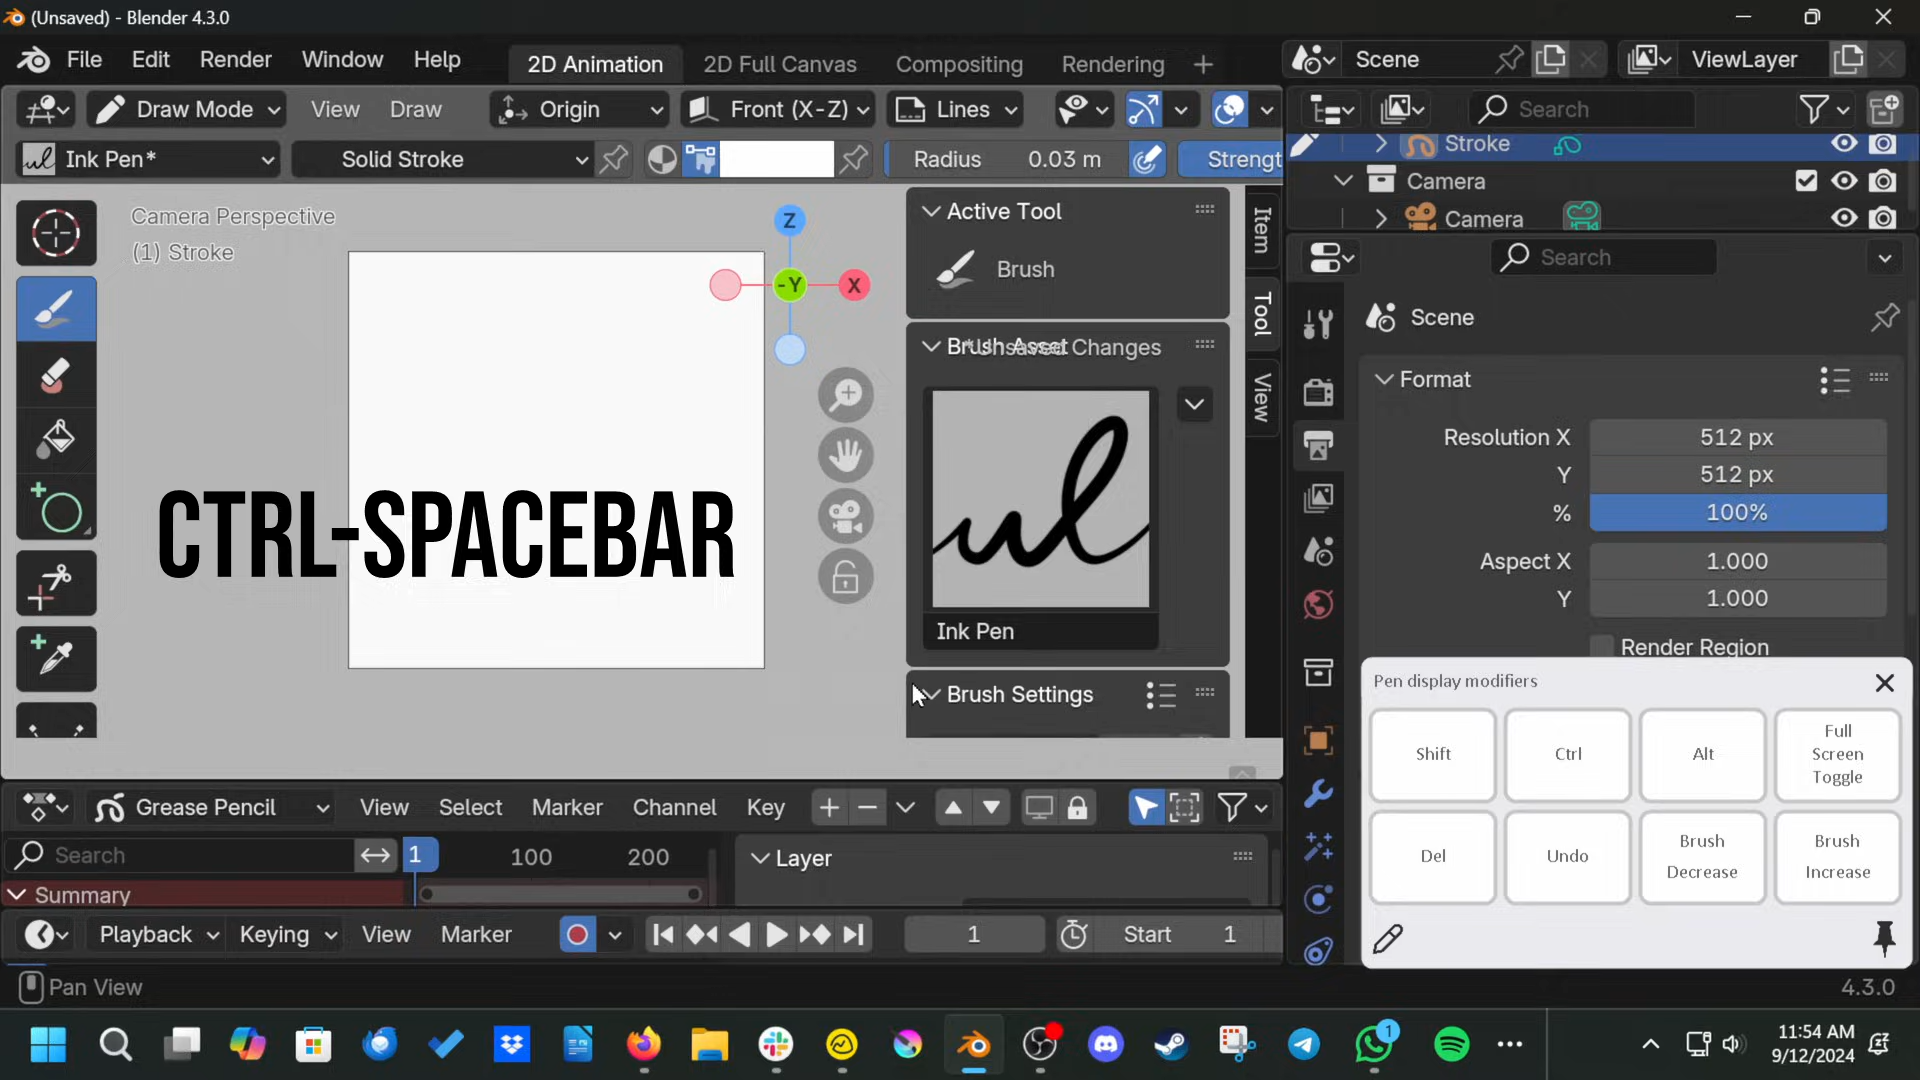 (Unsaved) - Blender 4.3.0
File Edit Render Window Help 2D Animation 2D Full Canvas Compositing Rendering + Scene ViewLayer
Draw Mode View Draw Origin Front (X-Z) Lines Search
Ink Pen* Solid Stroke Radius 0.03 m Strengt
Stroke
Camera
Camera
Camera Perspective
(1) Stroke
Z
-Y
X
CTRL-SPACEBAR
Active Tool
Brush
Brush Asset
*Unsaved Changes
Ink Pen
Brush Settings
Item
Tool
View
Search
Scene
Format
Resolution X 512 px
Y 512 px
% 100%
Aspect X 1.000
Y 1.000
Render Region
Pen display modifiers
Shift
Ctrl
Alt
Full
Screen
Toggle
Del
Undo
Brush
Decrease
Brush
Increase
Grease Pencil View Select Marker Channel Key
Search 1 100 200
Layer
Summary
Playback Keying View Marker 1 Start 1
Pan View
4.3.0
1
11:54 AM
9/12/2024